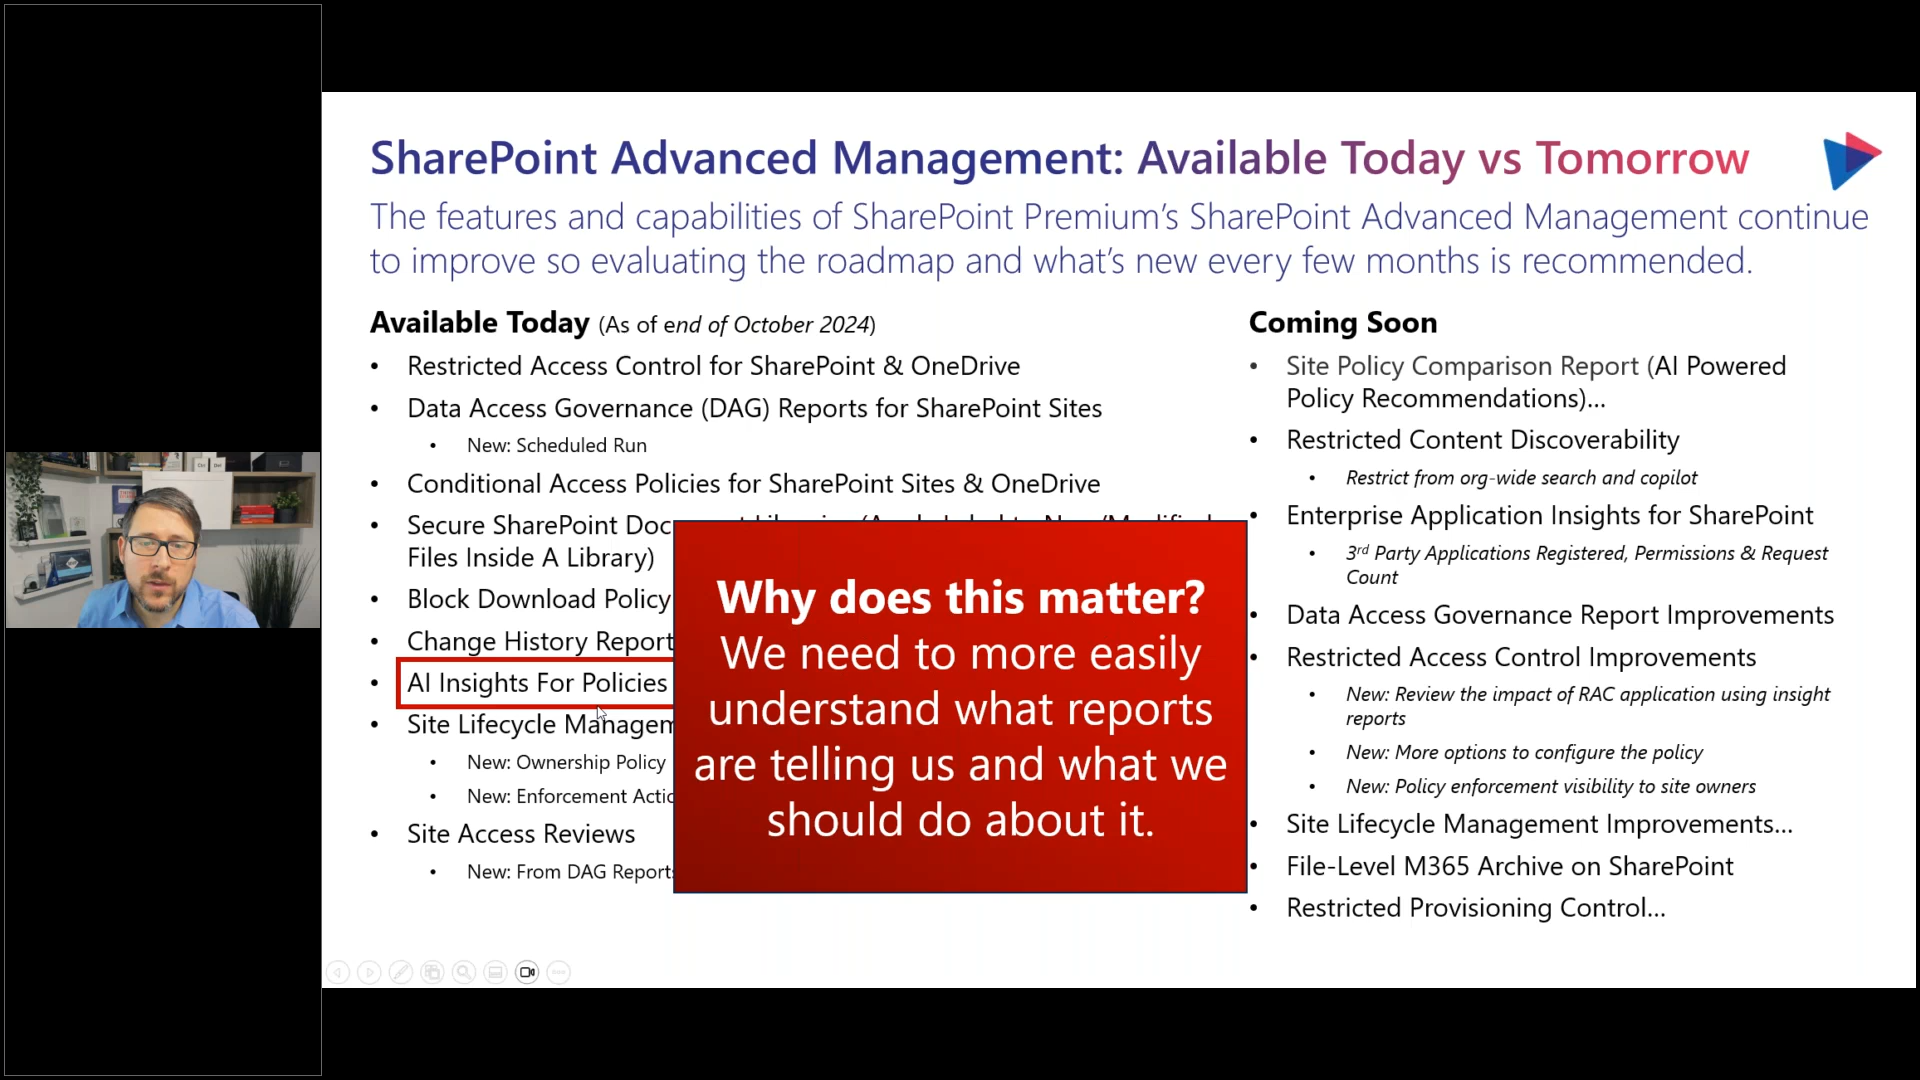 SharePoint Advanced Management: Available Today vs Tomorrow
The features and capabilities of SharePoint Premium's SharePoint Advanced Management continue
to improve so evaluating the roadmap and what's new every few months is recommended.
Available Today (As of end of October 2024)
• Restricted Access Control for SharePoint & OneDrive
• Data Access Governance (DAG) Reports for SharePoint Sites
• New: Scheduled Run
• Conditional Access Policies for SharePoint Sites & OneDrive
• Secure SharePoint
Files Inside A Library)
• Block Download Policy
• Change History Report
• AI Insights For Policies
• Site Lifecycle
• New: Ownership Policy
• New: Enforcement
• Site Access Reviews
• New: From DAG Reports
Why does this matter?
We need to more easily
understand what reports
are telling us and what we
should do about it.
Coming Soon
• Site Policy Comparison Report (AI Powered
Policy Recommendations)...
• Restricted Content Discoverability
• Restrict from org-wide search and copilot
• Enterprise Application Insights for SharePoint
• 3rd Party Applications Registered, Permissions & Request
Count
• Data Access Governance Report Improvements
• Restricted Access Control Improvements
• New: Review the impact of RAC application using insight
reports
• New: More options to configure the policy
• New: Policy enforcement visibility to site owners
• Site Lifecycle Management Improvements...
• File-Level M365 Archive on SharePoint
• Restricted Provisioning Control...